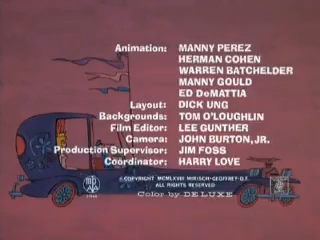 Animation: MANNY PEREZ
HERMAN COHEN
WARREN BATCHELDER
MANNY GOULD
ED DeMATTIA
Layout: DICK UNG
Backgrounds: TOM O'LOUGHLIN
Film Editor: LEE GUNTHER
Camera: JOHN BURTON, JR.
Production Supervisor: JIM FOSS
Coordinator: HARRY LOVE
©COPYRIGHT MCMLXVIII MIRISCH-GEOFFREY-D.F.
ALL RIGHTS RESERVED
Color by DE LUXE